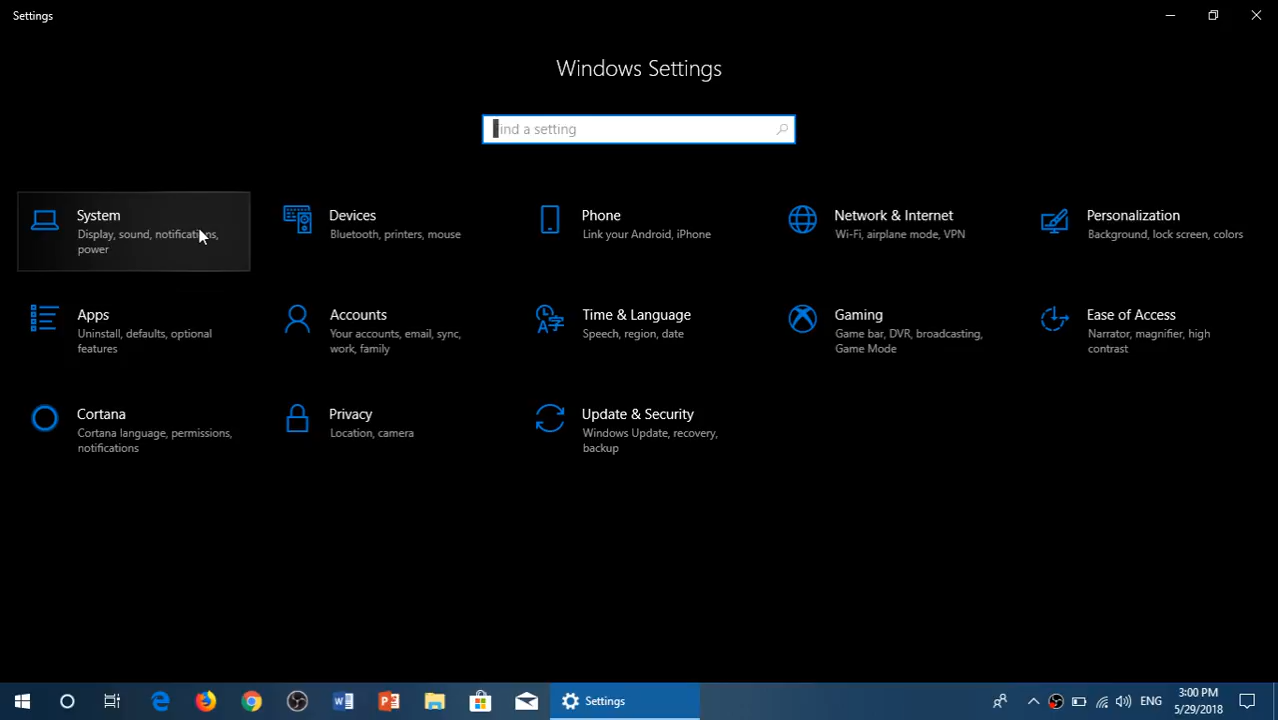 Settings
Windows Settings
Find a setting
System
Display, sound, notifications,
power
Devices
Bluetooth, printers, mouse
Phone
Link your Android, iPhone
Network & Internet
Wi-Fi, airplane mode, VPN
Personalization
Background, lock screen, colors
Apps
Uninstall, defaults, optional
features
Accounts
Your accounts, email, sync,
work, family
Time & Language
Speech, region, date
Gaming
Game bar, DVR, broadcasting,
Game Mode
Ease of Access
Narrator, magnifier, high
contrast
Cortana
Cortana language, permissions,
notifications
Privacy
Location, camera
Update & Security
Windows Update, recovery,
backup
Settings
ENG
3:00 PM
5/29/2018